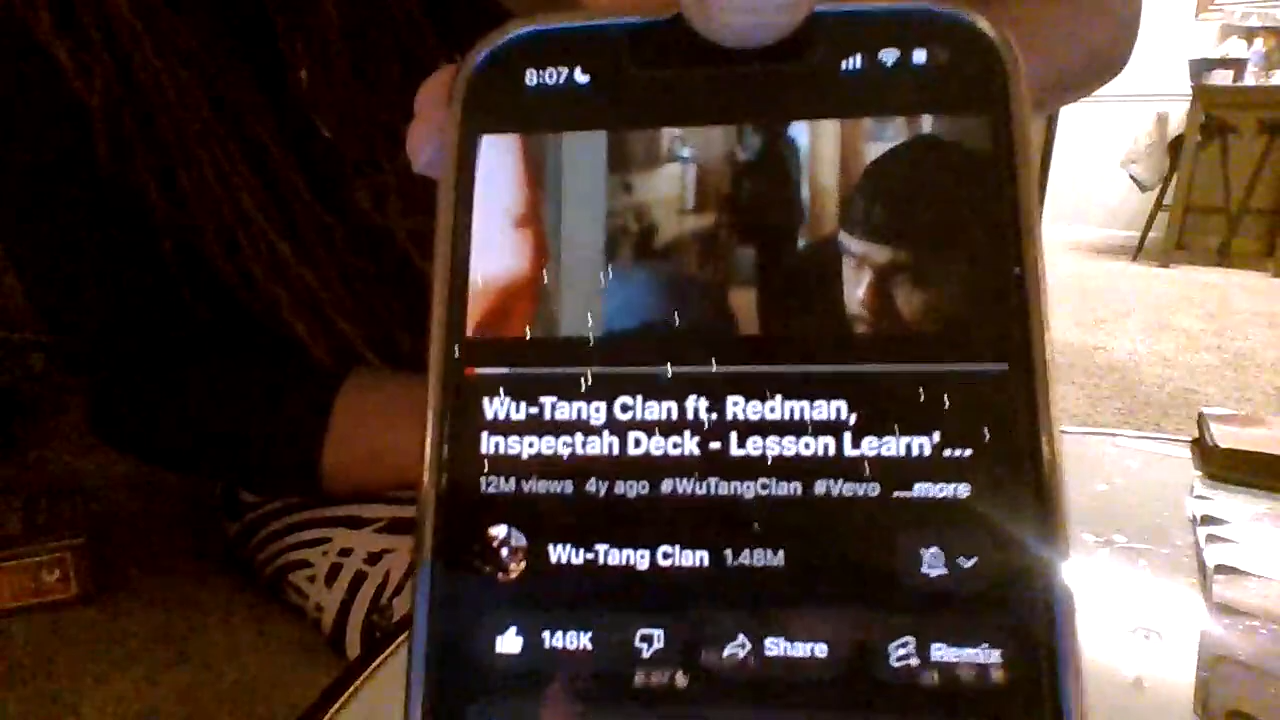 8:07
Wu-Tang Clan ft. Redman,
Inspectah Deck - Lesson Learn'...
12M views 4y ago #WuTangClan #Vevo ...more
Wu-Tang Clan 1.48M
146K Share Remix